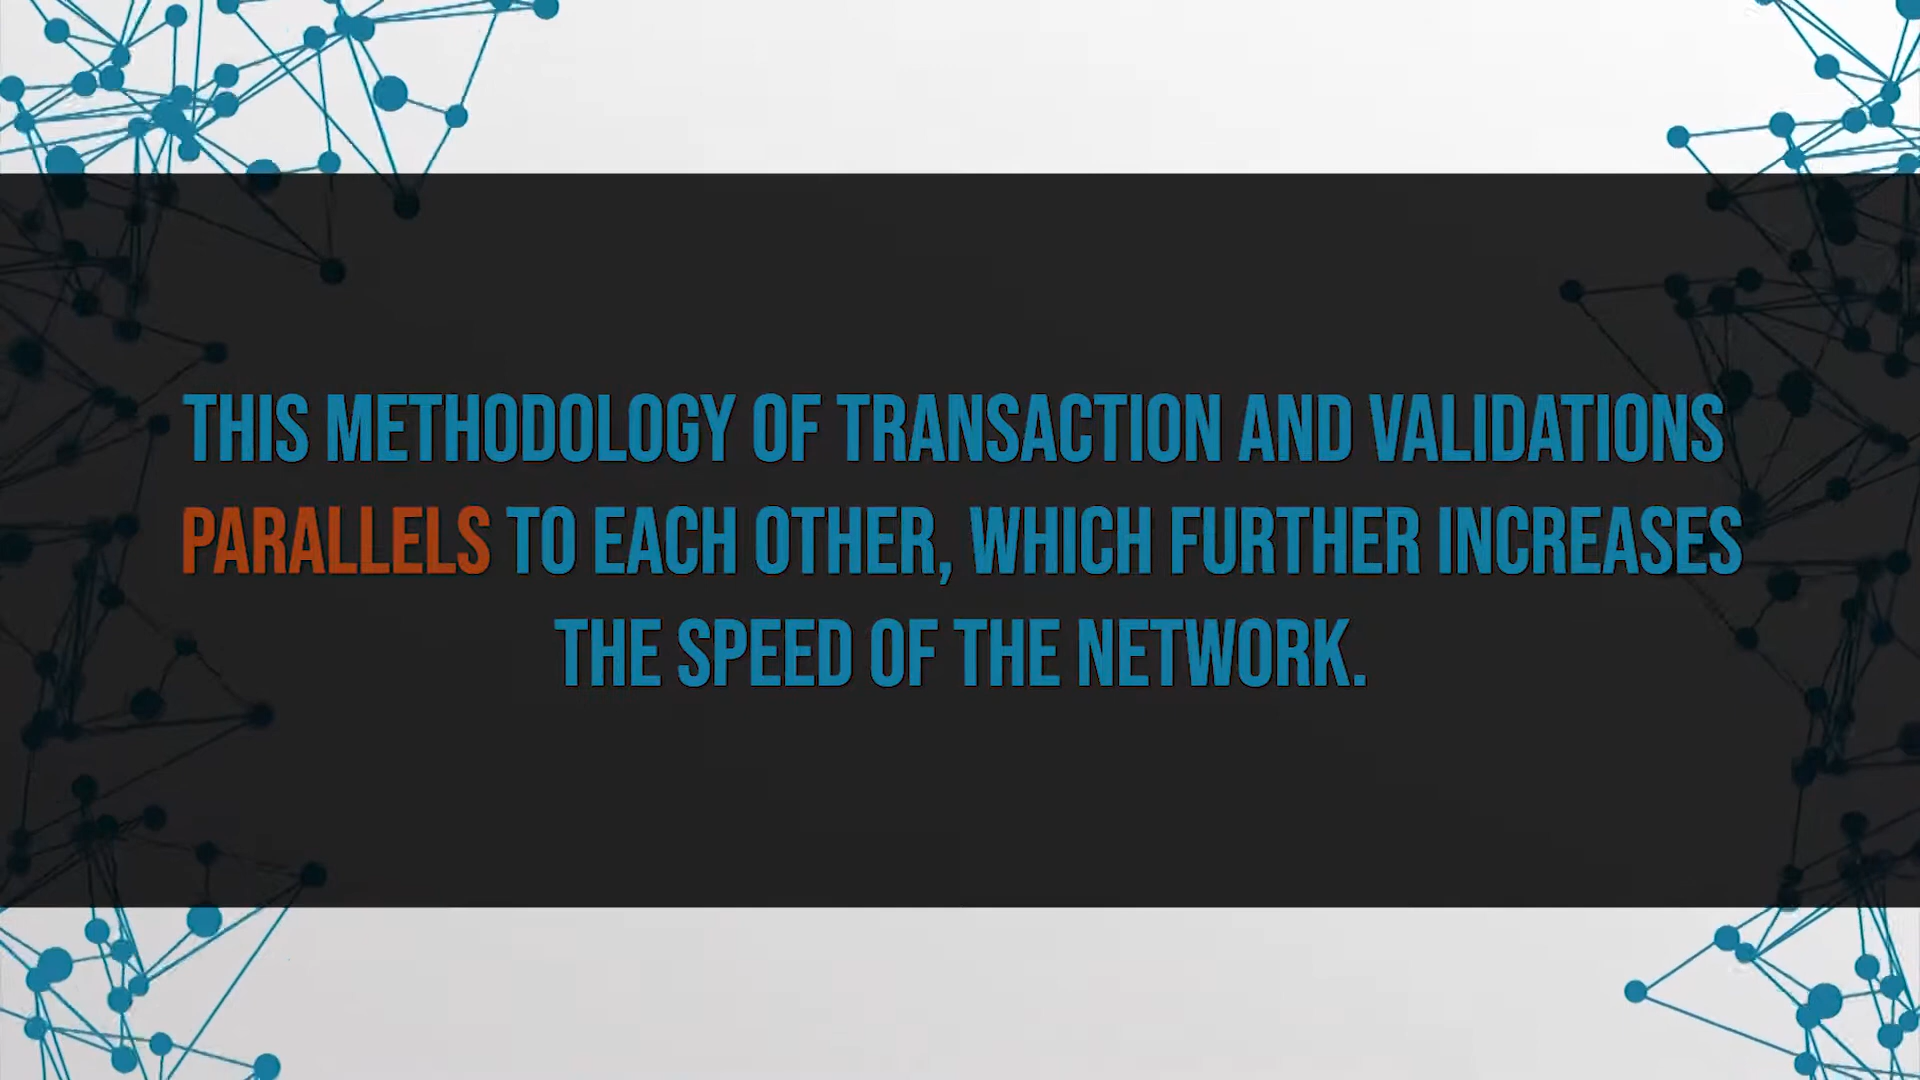 THIS METHODOLOGY OF TRANSACTION AND VALIDATIONS
PARALLELS TO EACH OTHER, WHICH FURTHER INCREASES
THE SPEED OF THE NETWORK.